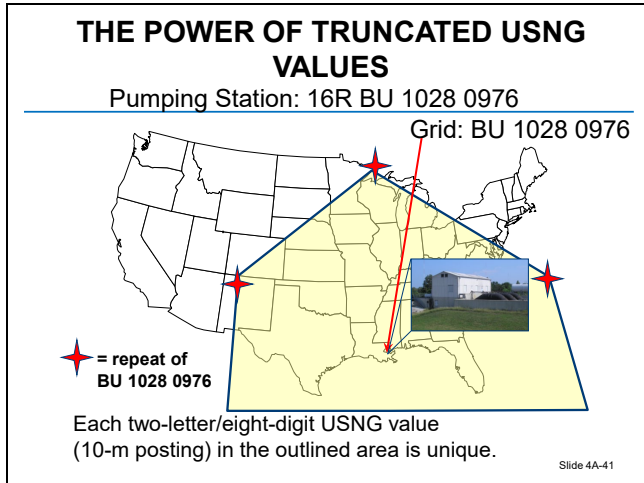 THE POWER OF TRUNCATED USNG
VALUES
Pumping Station: 16R BU 1028 0976
Grid: BU 1028 0976
= repeat of
BU 1028 0976
Each two-letter/eight-digit USNG value
(10-m posting) in the outlined area is unique.
Slide 4A-41